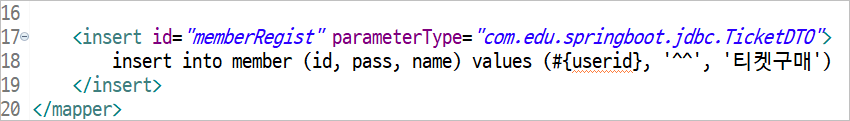 16
17 <insert id="memberRegist" parameterType="com.edu.springboot.jdbc.TicketDTO">
18 insert into member (id, pass, name) values (#{userid}, '^^', '티켓구매')
19 </insert>
20 </mapper>